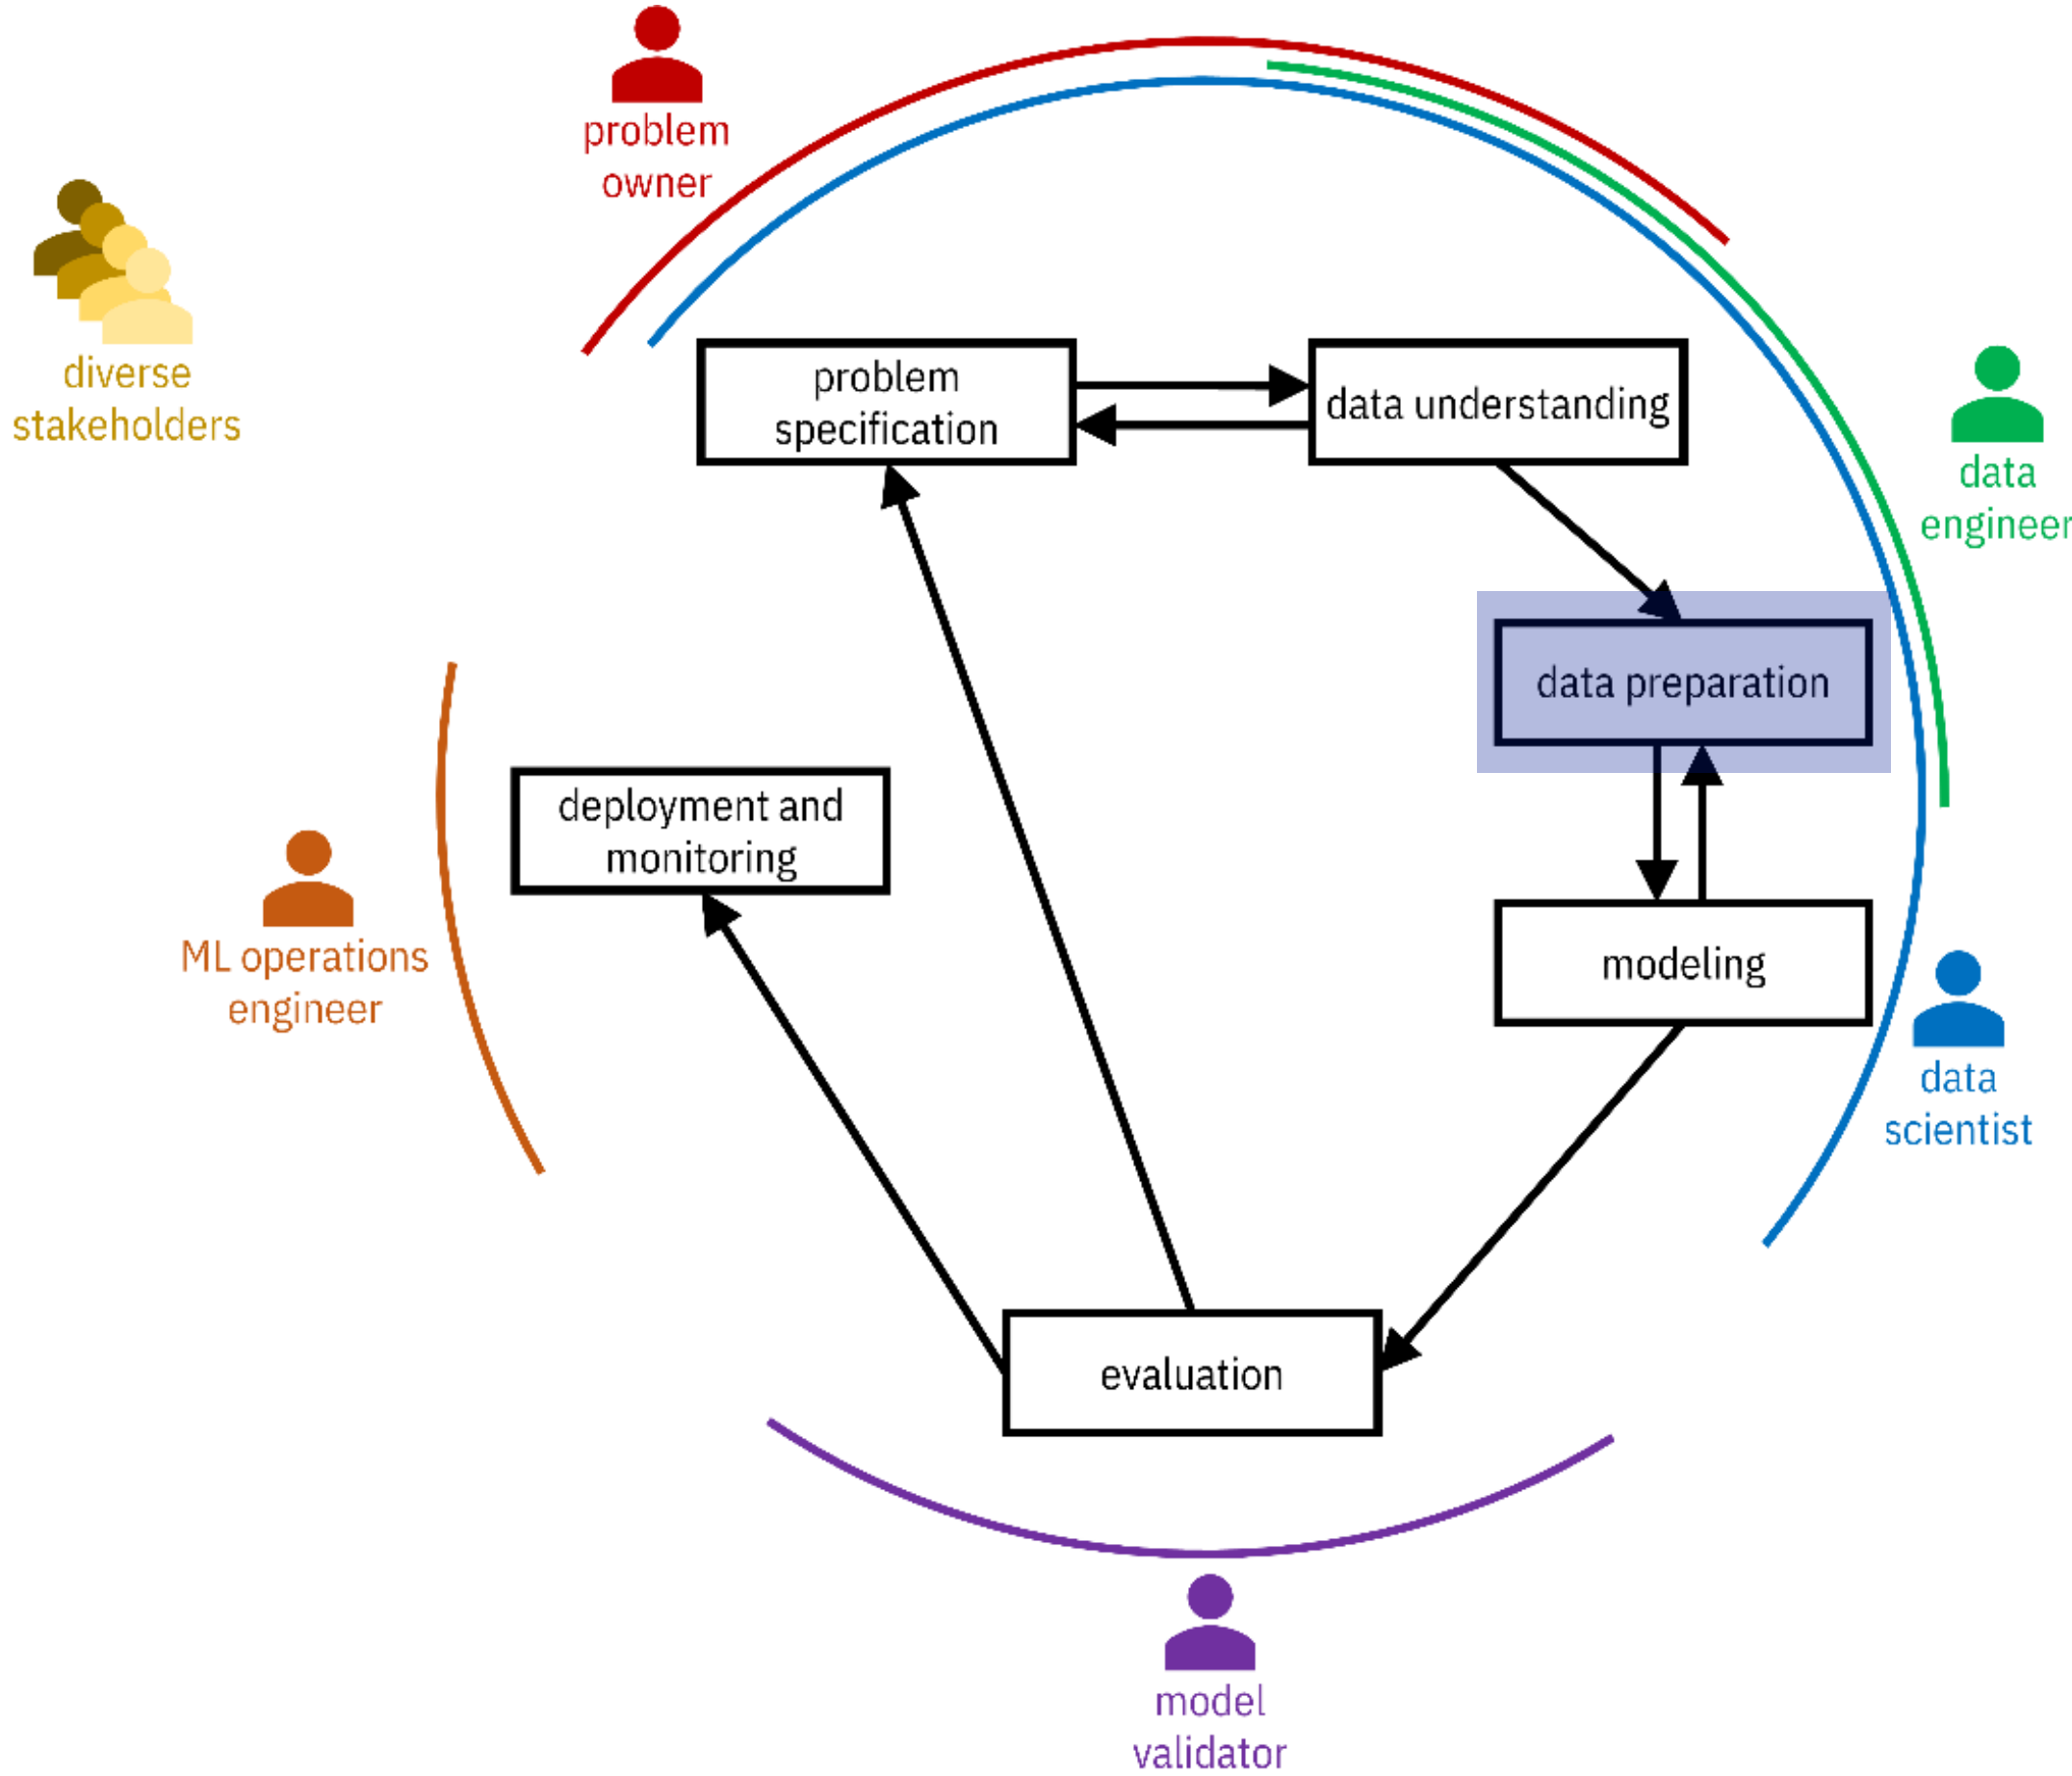 problem
owner
diverse
stakeholders
problem
specification
data understanding
data
engineer
data preparation
deployment and
monitoring
ML operations
engineer
modeling
data
scientist
evaluation
model
validator